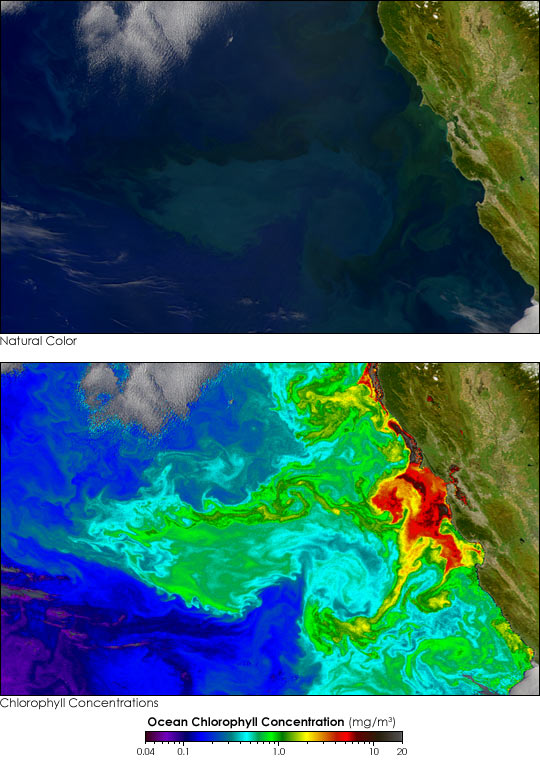 Natural Color
Chlorophyll Concentrations
Ocean Chlorophyll Concentration (mg/m³)
0.04 0.1 1.0 10 20